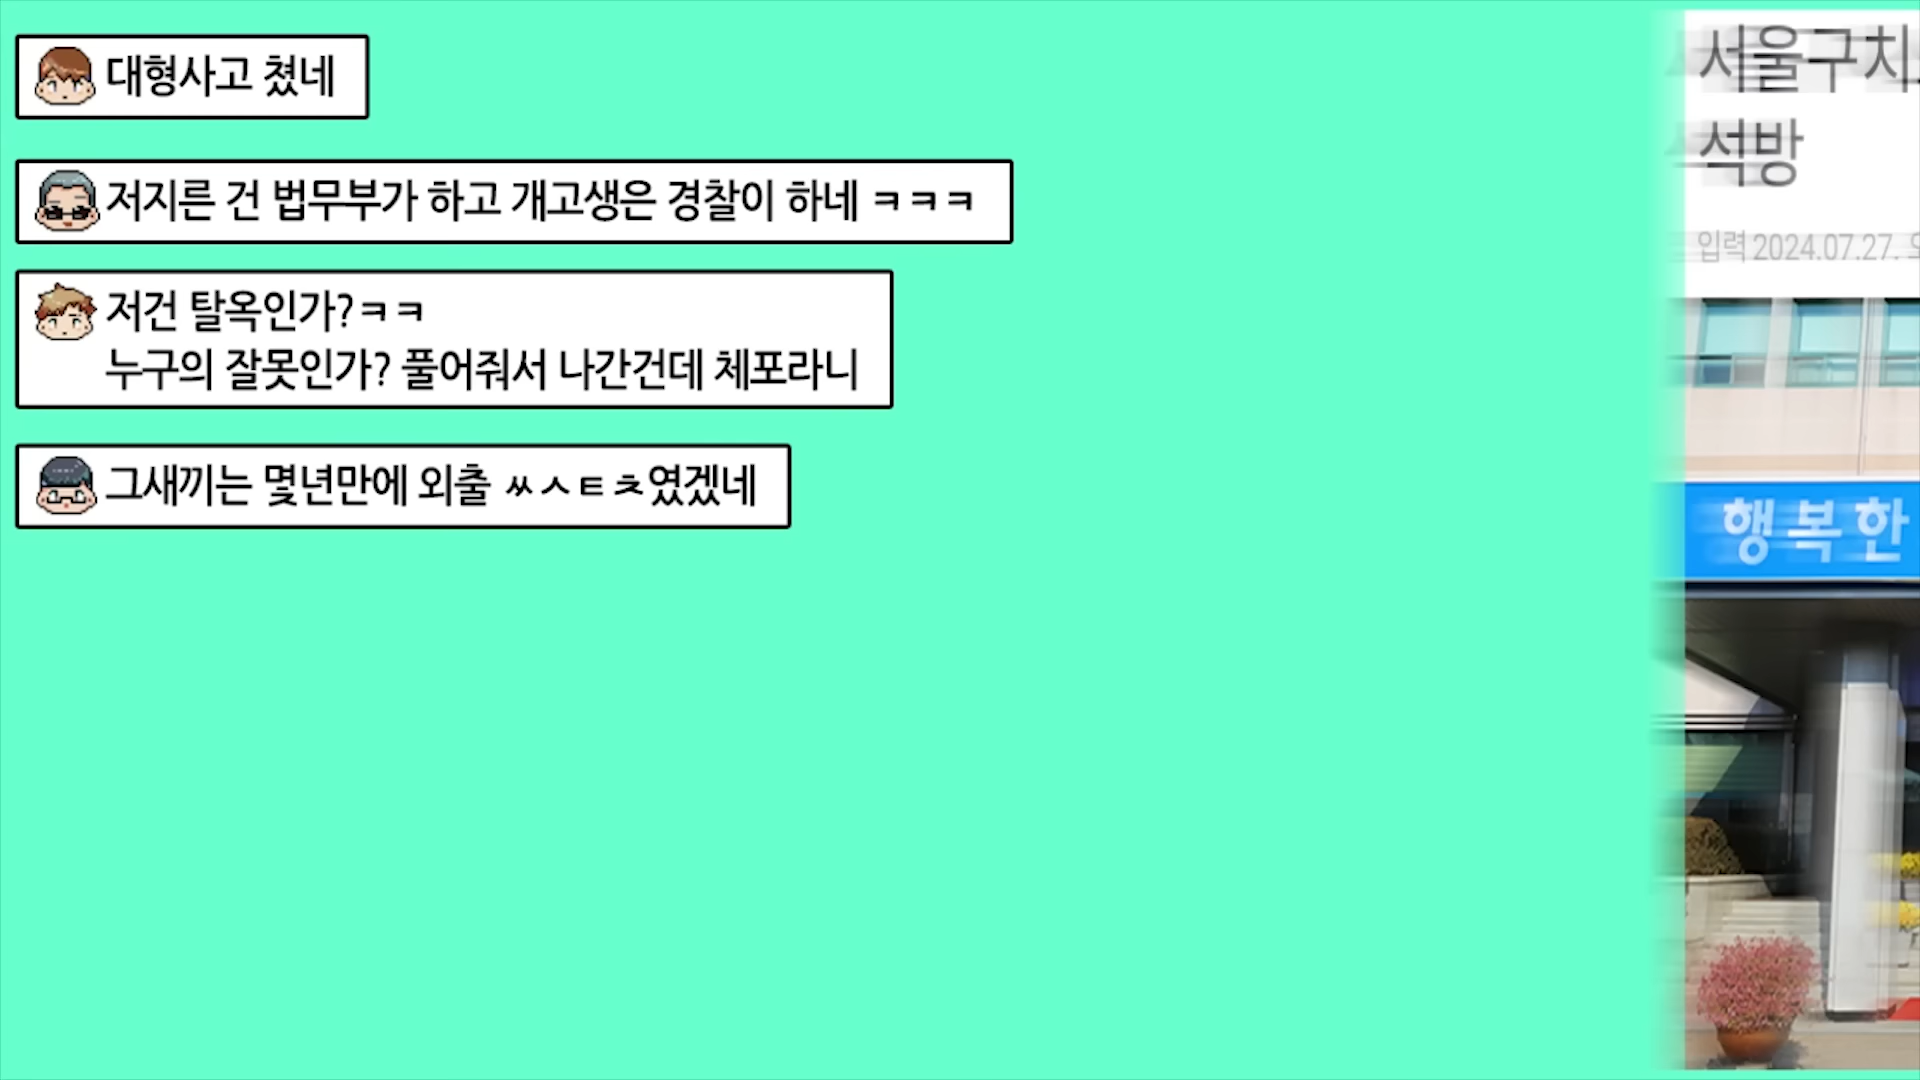 대형사고 쳤네
저지른 건 법무부가 하고 개고생은 경찰이 하네 ㅋㅋㅋ
저건 탈옥인가?ㅋㅋ
누구의 잘못인가? 풀어줘서 나간건데 체포라니
그새끼는 몇년만에 외출 ㅆㅅㅌㅊ였겠네
서울구치
석방
입력 2024.07.27.
행복한